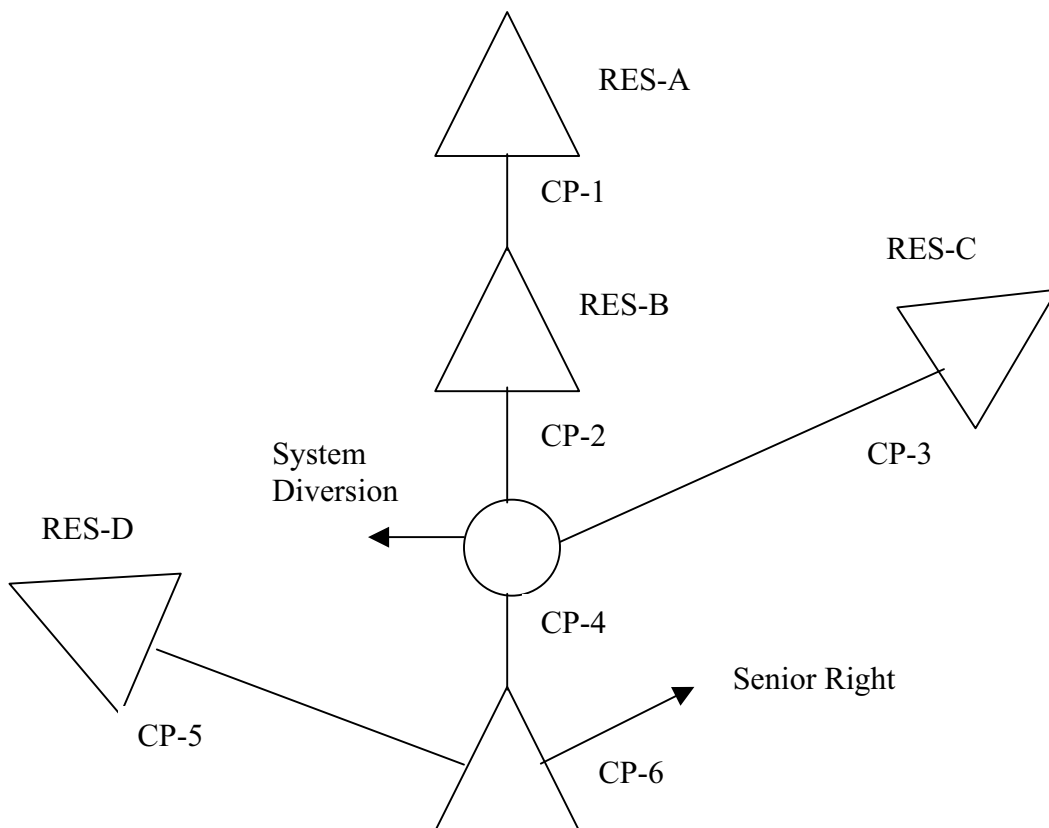 RES-A
CP-1
RES-C
RES-B
CP-2
CP-3
System
Diversion
RES-D
CP-4
Senior Right
CP-5
CP-6